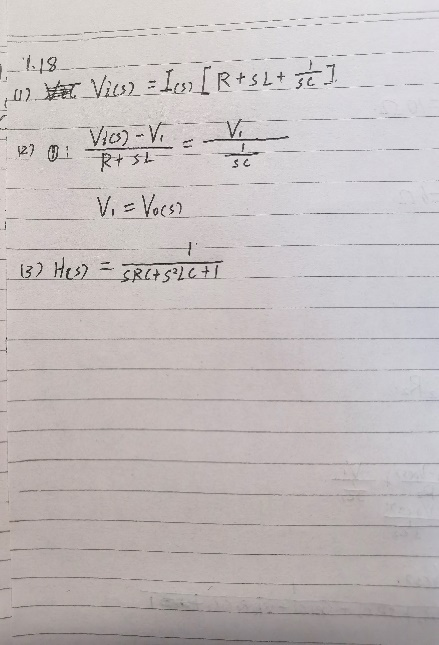 1.18
(1) Vi(s) = I(s) [R + sL + 1/sC]
(2) ①: (Vi(s) - V₁)/(R + sL) = V₁/(1/sC)
V₁ = Vo(s)
(3) H(s) = 1/(sRC + s²LC + 1)